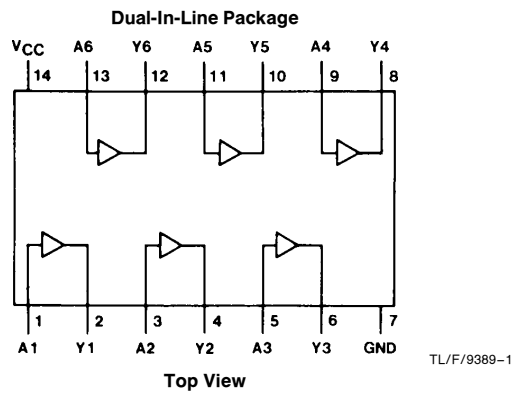 Dual-In-Line Package
VCC A6 Y6 A5 Y5 A4 Y4
14 13 12 11 10 9 8
1 2 3 4 5 6 7
A1 Y1 A2 Y2 A3 Y3 GND
TL/F/9389–1
Top View